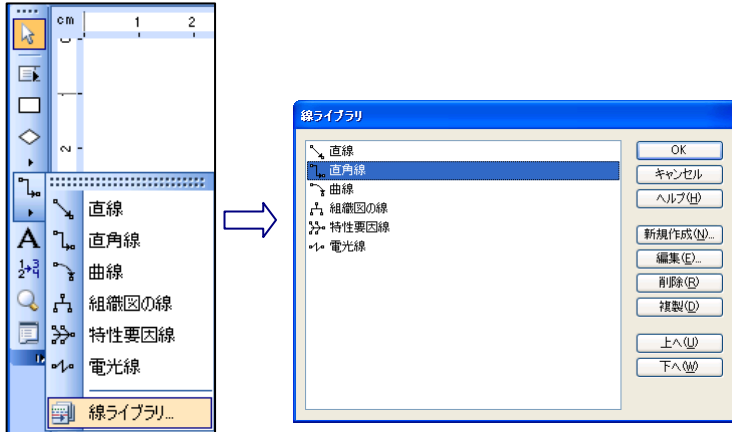 cm
1
2
2
A
直線
直角線
曲線
組織図の線
特性要因線
電光線
線ライブラリ...
線ライブラリ
直線
直角線
曲線
組織図の線
特性要因線
電光線
OK
キャンセル
ヘルプ(H)
新規作成(N)...
編集(E)...
削除(R)
複製(D)
上へ(U)
下へ(W)